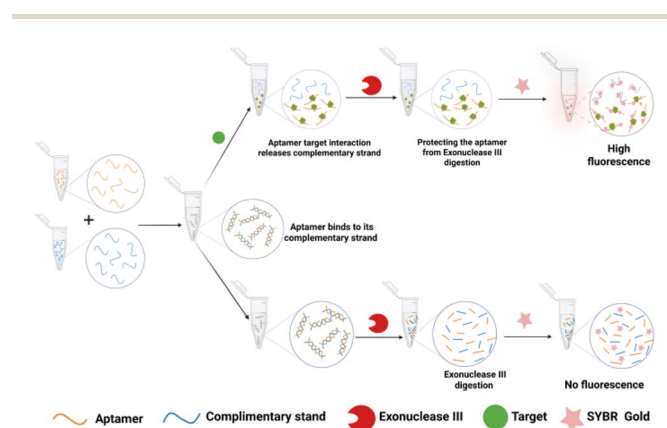 Aptamer target interaction
releases complementary strand
Protecting the aptamer
from Exonuclease III
digestion
High
fluorescence
Target
+
Aptamer binds to its
complementary strand
Exonuclease III
digestion
No fluorescence
Aptamer
Complimentary stand
Exonuclease III
Target
SYBR Gold